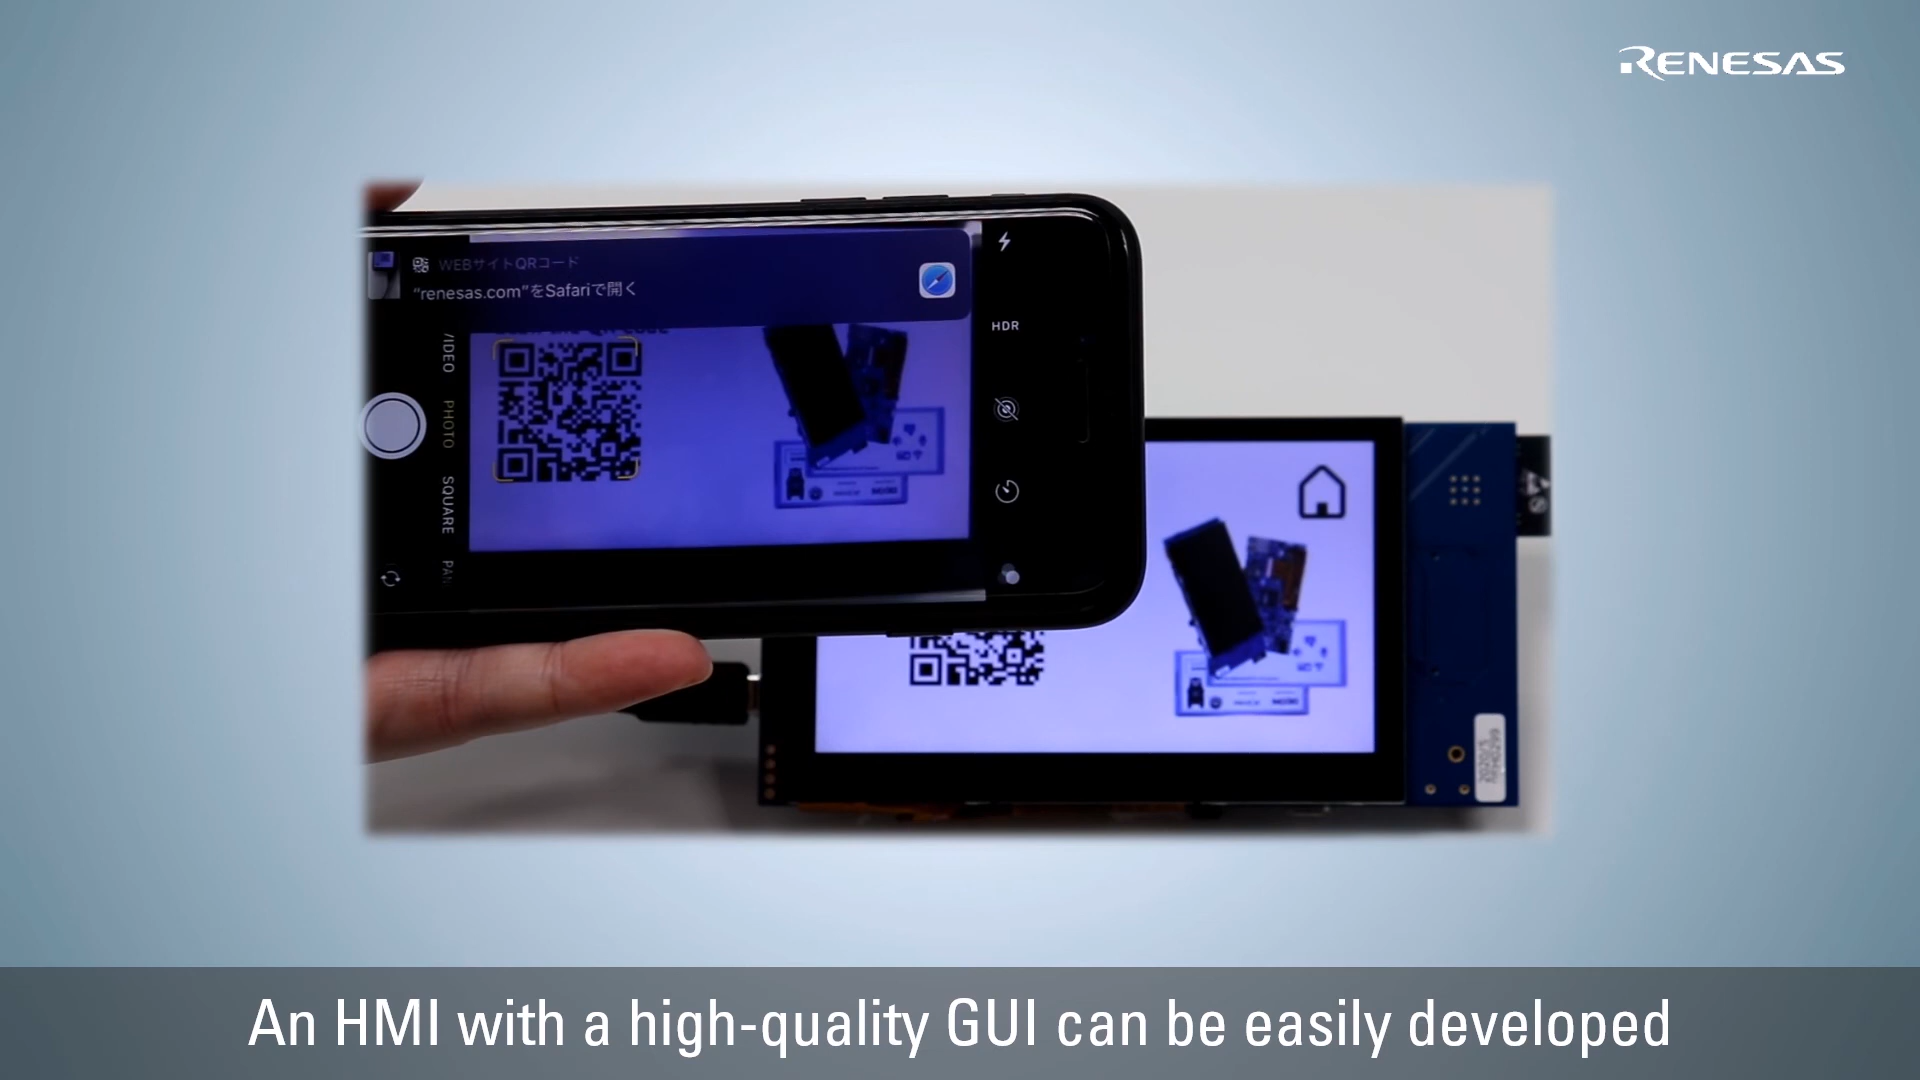 RENESAS
WEBサイトQRコード
“renesas.com”をSafariで開く
HDR
VIDEO
PHOTO
SQUARE
PAN
An HMI with a high-quality GUI can be easily developed